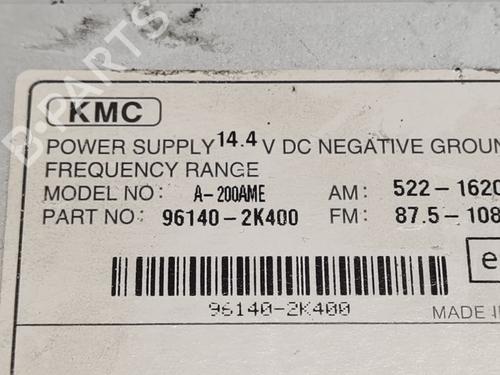 B-PARTS
KMC
POWER SUPPLY 14.4 V DC NEGATIVE GROUN
FREQUENCY RANGE
MODEL NO: A-200AME AM: 522-1620
PART NO: 96140-2K400 FM: 87.5-108
e
96140-2K400
MADE I